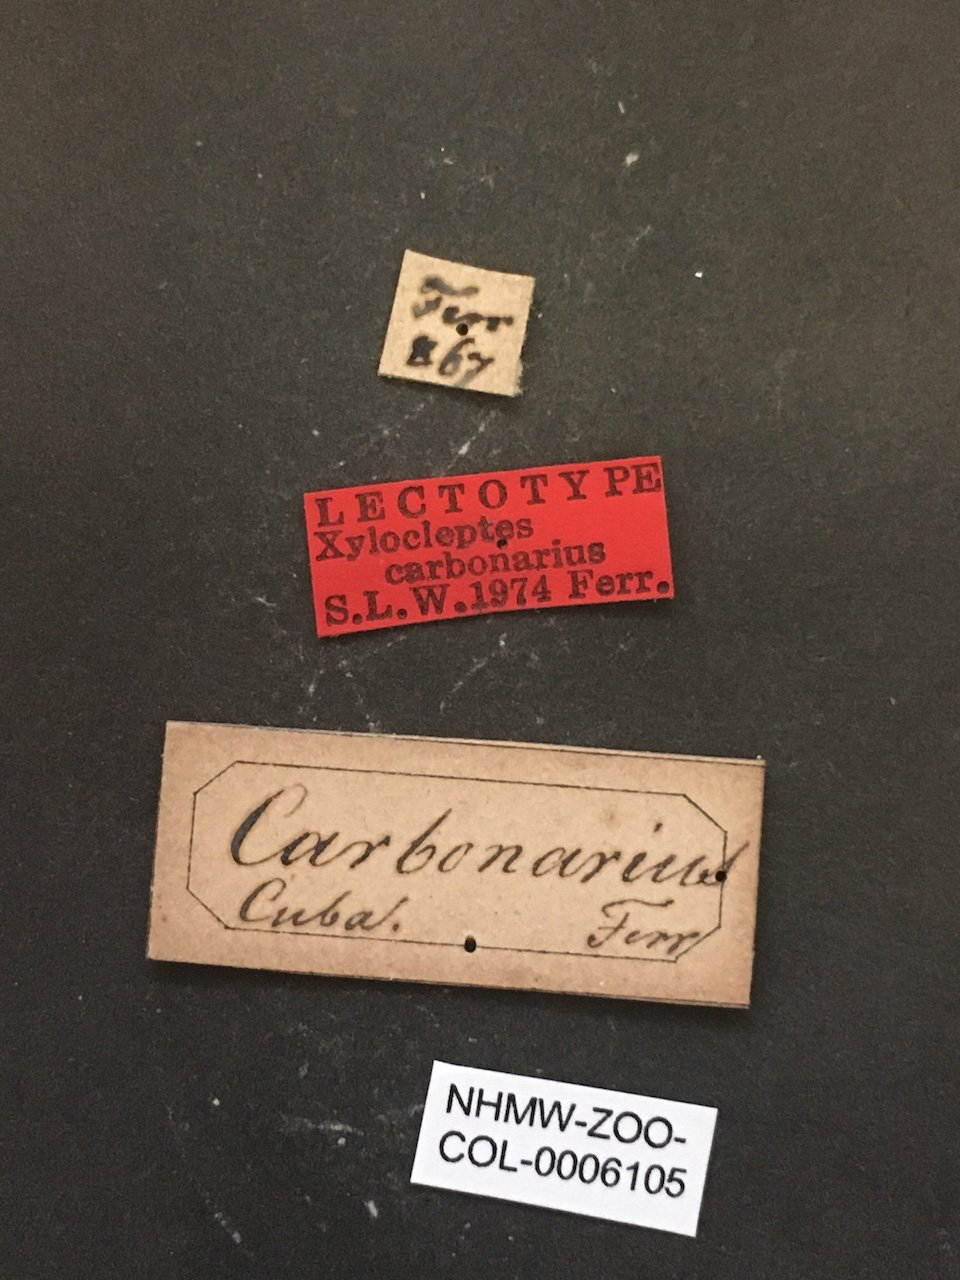 Ferr
867
LECTOTYPE
Xylocleptes
carbonarius
S.L.W.1974 Ferr.
Carbonarius
Cuba.
Ferr
NHMW-ZOO-
COL-0006105